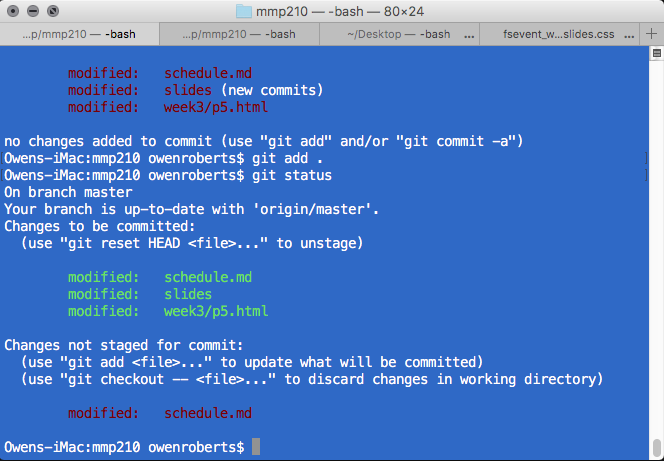 mmp210 — -bash — 80×24
...p/mmp210 — -bash
...p/mmp210 — -bash
~/Desktop — -bash ...
fsevent_w...slides.css ...
modified: schedule.md
modified: slides (new commits)
modified: week3/p5.html
no changes added to commit (use "git add" and/or "git commit -a")
[Owens-iMac:mmp210 owenroberts$ git add . ]
[Owens-iMac:mmp210 owenroberts$ git status ]
On branch master
Your branch is up-to-date with 'origin/master'.
Changes to be committed:
(use "git reset HEAD <file>..." to unstage)
modified: schedule.md
modified: slides
modified: week3/p5.html
Changes not staged for commit:
(use "git add <file>..." to update what will be committed)
(use "git checkout -- <file>..." to discard changes in working directory)
modified: schedule.md
Owens-iMac:mmp210 owenroberts$